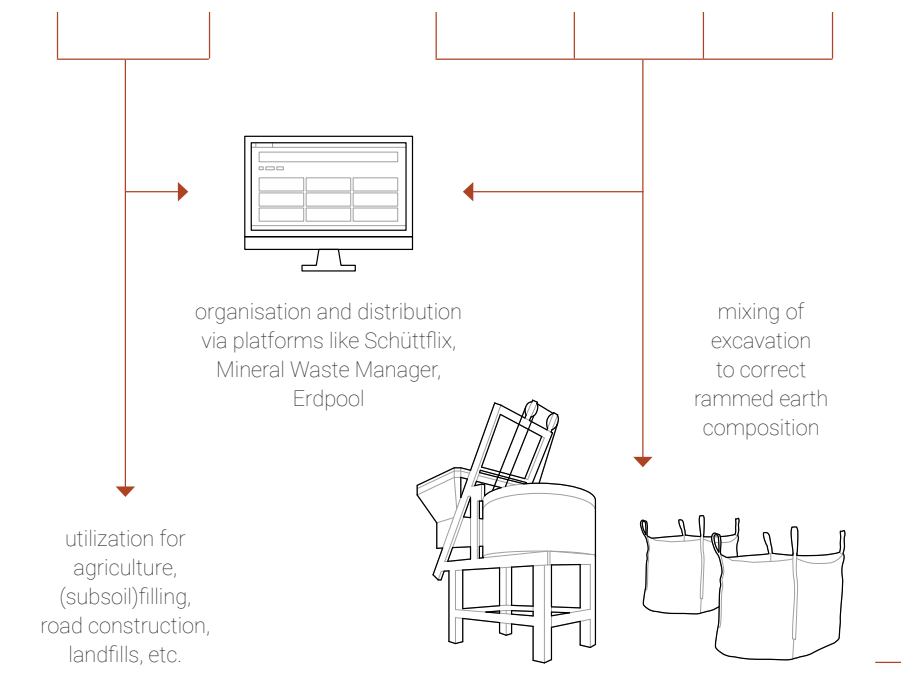 organisation and distribution
via platforms like Schüttflix,
Mineral Waste Manager,
Erdpool
mixing of
excavation
to correct
rammed earth
composition
utilization for
agriculture,
(subsoil)filling,
road construction,
landfills, etc.